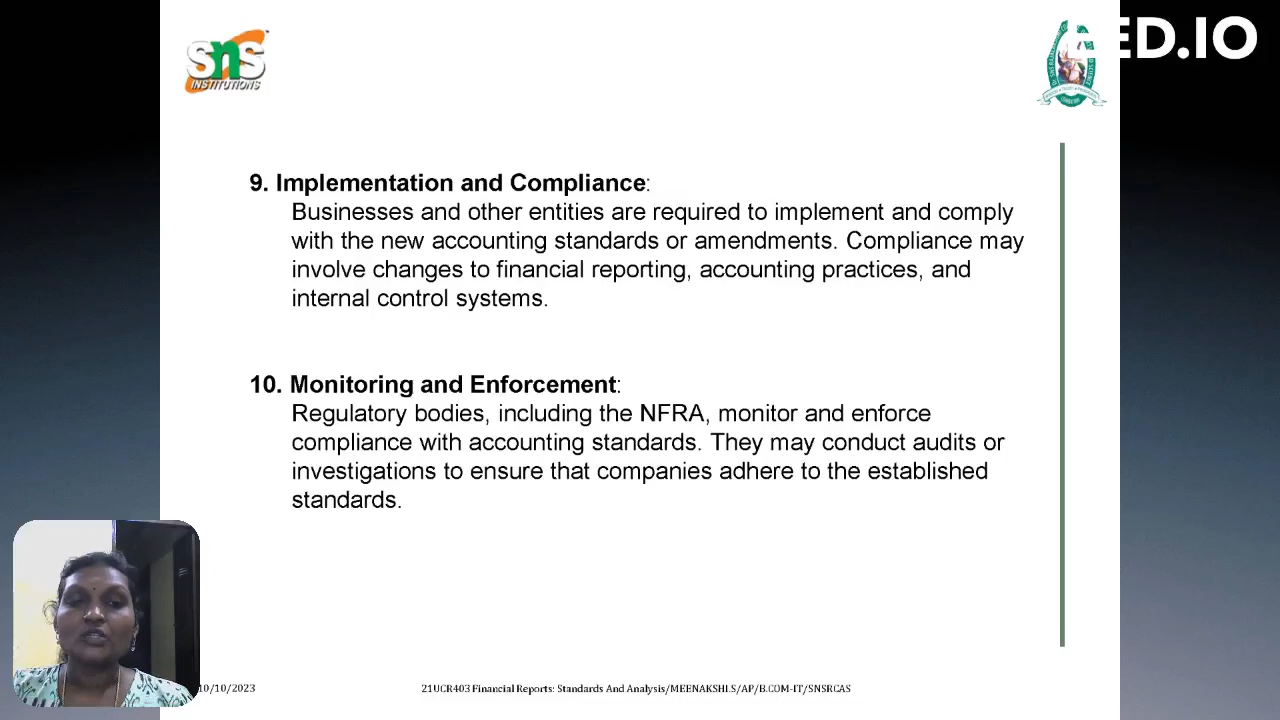 SNS
INSTITUTIONS
ED.IO
9. Implementation and Compliance:
Businesses and other entities are required to implement and comply
with the new accounting standards or amendments. Compliance may
involve changes to financial reporting, accounting practices, and
internal control systems.
10. Monitoring and Enforcement:
Regulatory bodies, including the NFRA, monitor and enforce
compliance with accounting standards. They may conduct audits or
investigations to ensure that companies adhere to the established
standards.
10/10/2023
21UCR403 Financial Reports: Standards And Analysis/MEENAKSHI.S/AP/B.COM-IT/SNSRCAS